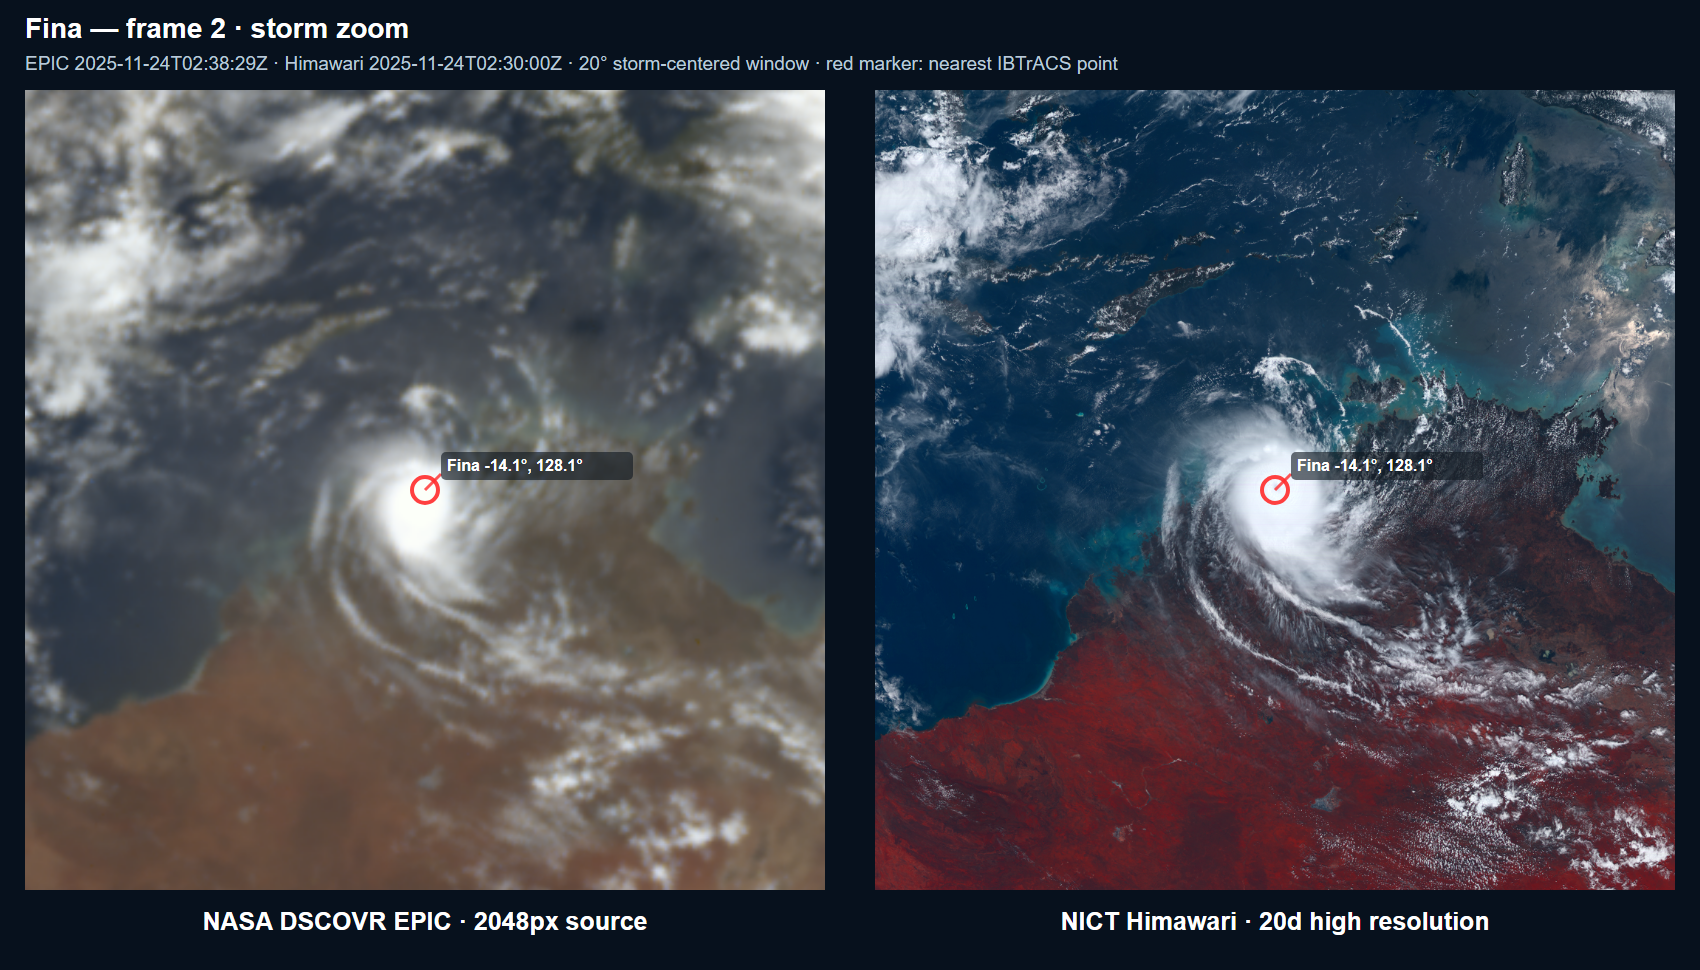 Fina — frame 2 · storm zoom
EPIC 2025-11-24T02:38:29Z · Himawari 2025-11-24T02:30:00Z · 20° storm-centered window · red marker: nearest IBTrACS point
Fina -14.1°, 128.1°
Fina -14.1°, 128.1°
NASA DSCOVR EPIC · 2048px source
NICT Himawari · 20d high resolution